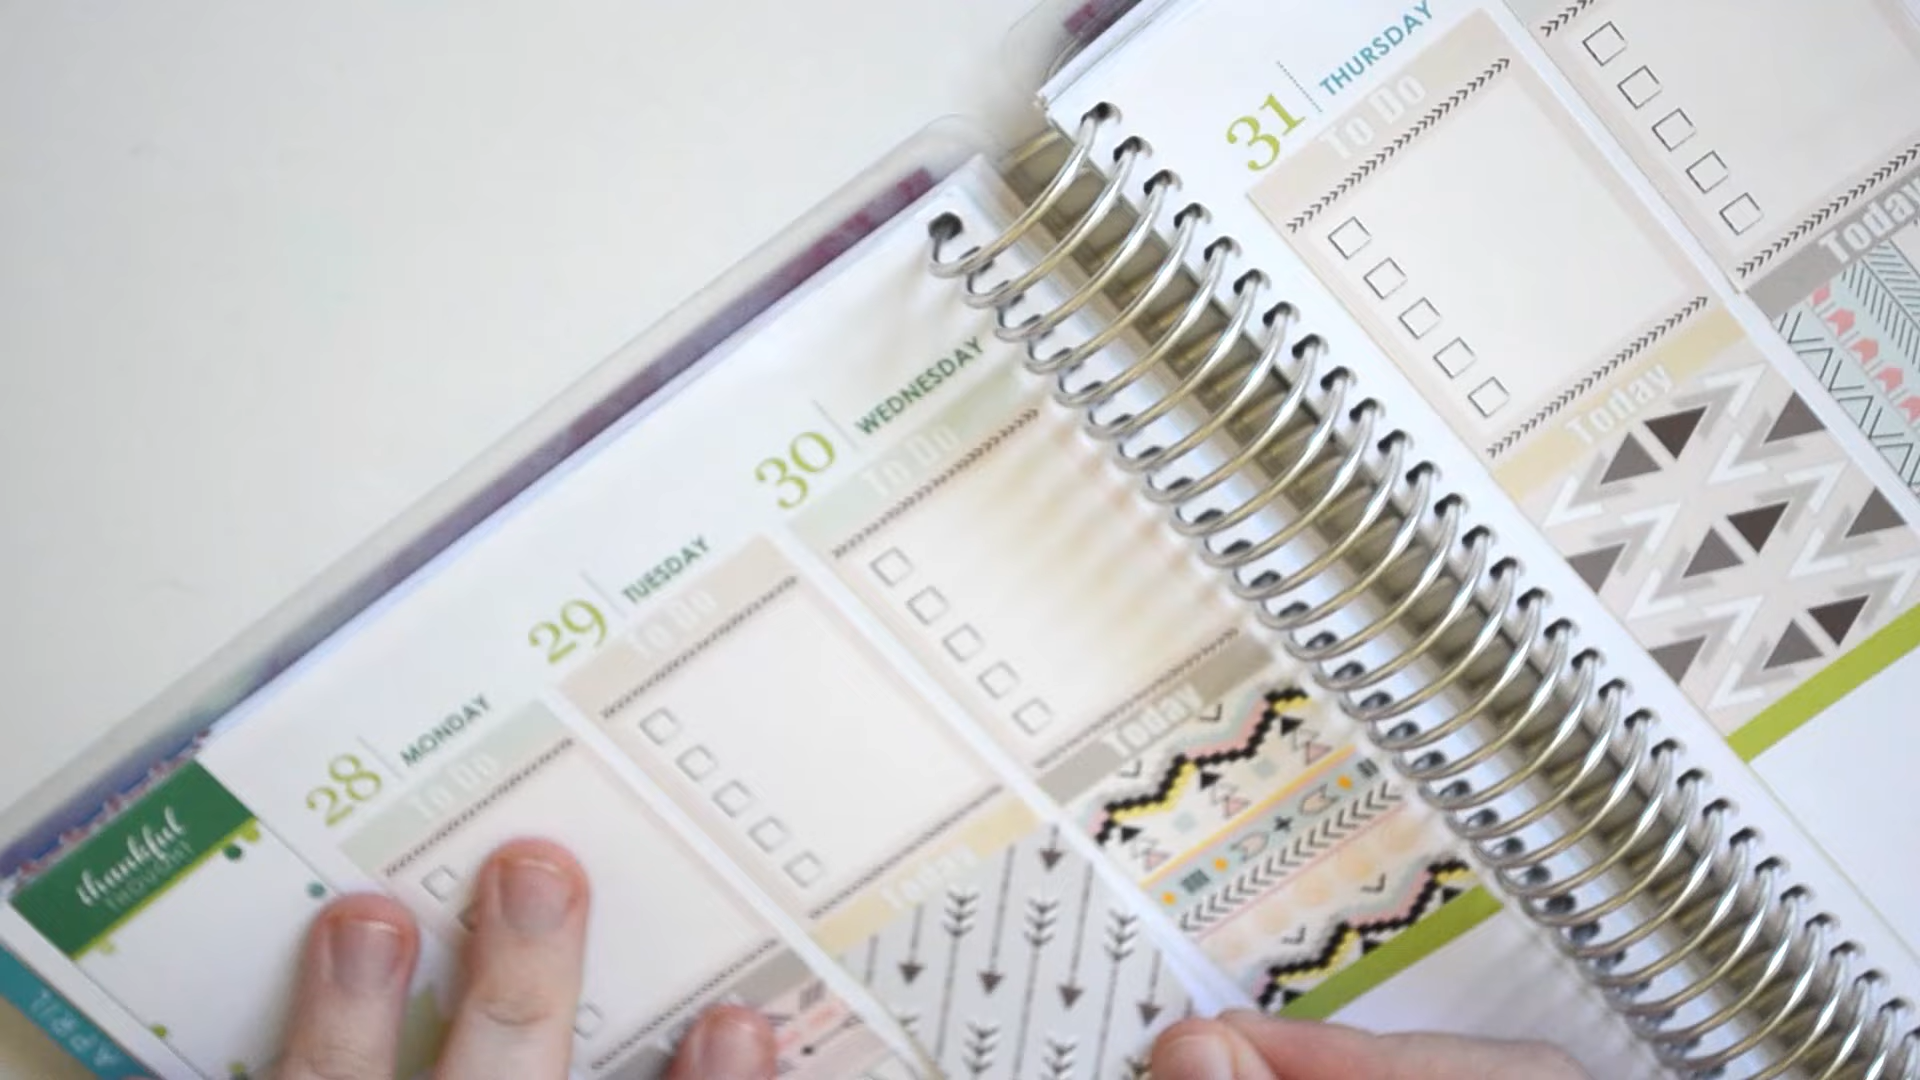 thankful
THOUGHT
APRIL
28 MONDAY
To Do
29 TUESDAY
To Do
Today
30 WEDNESDAY
To Do
Today
31 THURSDAY
To Do
Today
Today